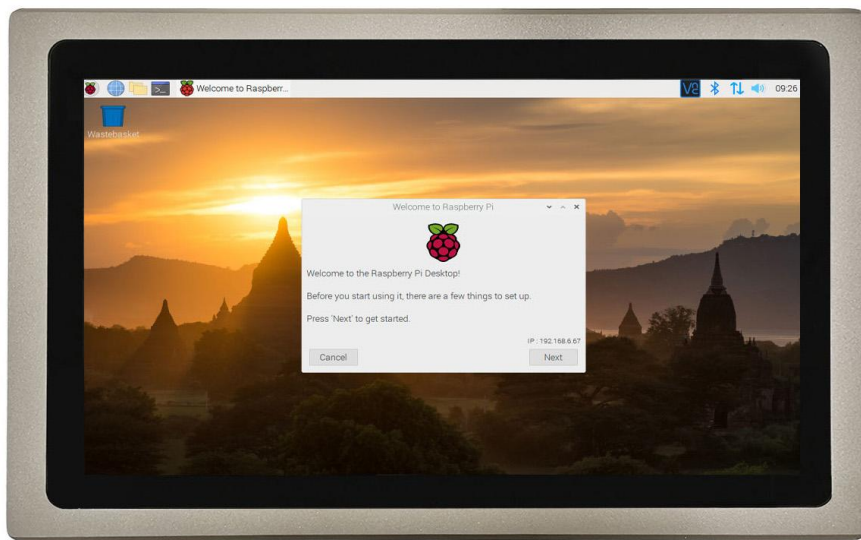 Welcome to Raspberr...
V2
09:26
Wastebasket
Welcome to Raspberry Pi
Welcome to the Raspberry Pi Desktop!
Before you start using it, there are a few things to set up.
Press 'Next' to get started.
IP : 192.168.6.67
Cancel
Next